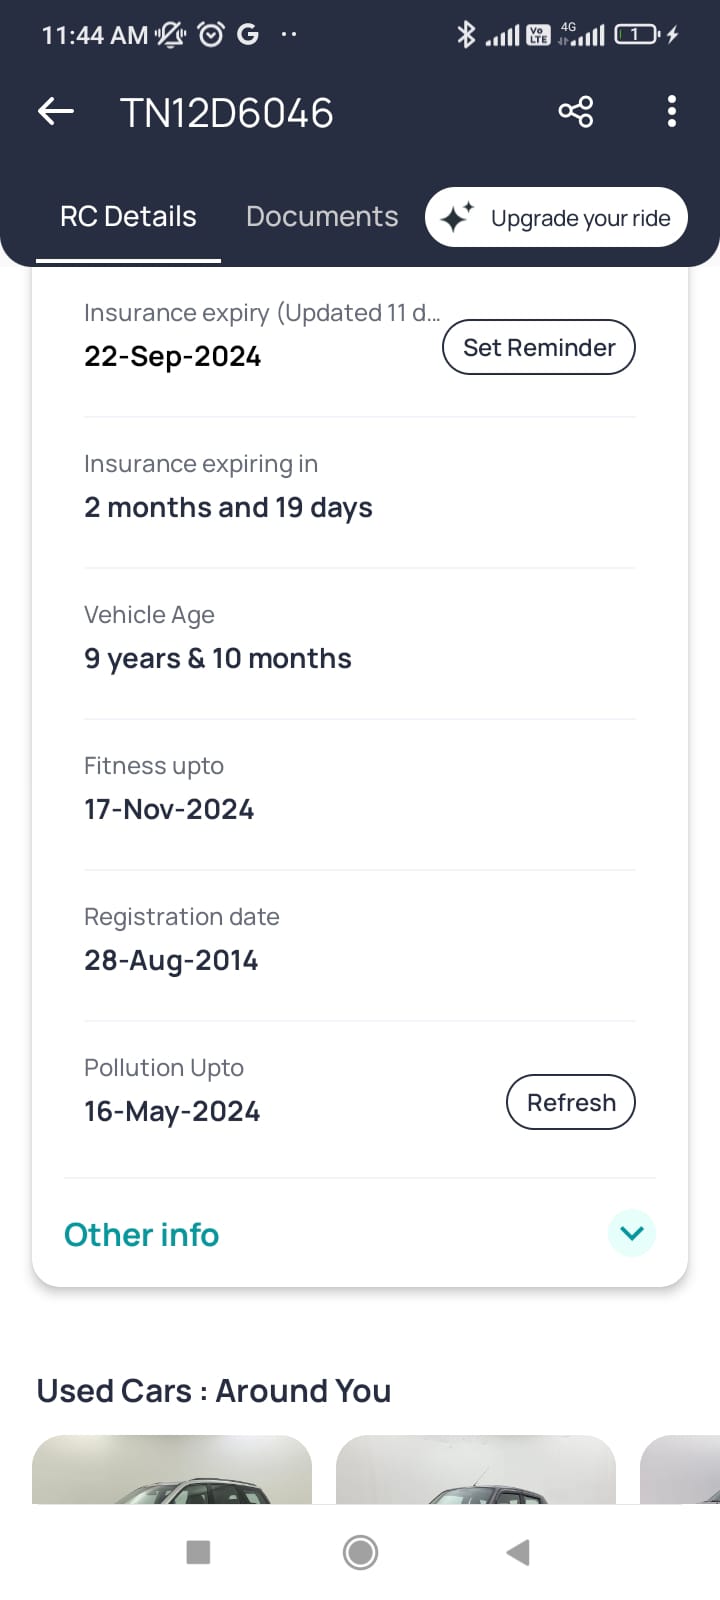 11:44 AM G
Vo LTE 4G 1
TN12D6046
RC Details Documents Upgrade your ride
Insurance expiry (Updated 11 d...
22-Sep-2024
Set Reminder
Insurance expiring in
2 months and 19 days
Vehicle Age
9 years & 10 months
Fitness upto
17-Nov-2024
Registration date
28-Aug-2014
Pollution Upto
16-May-2024
Refresh
Other info
Used Cars : Around You